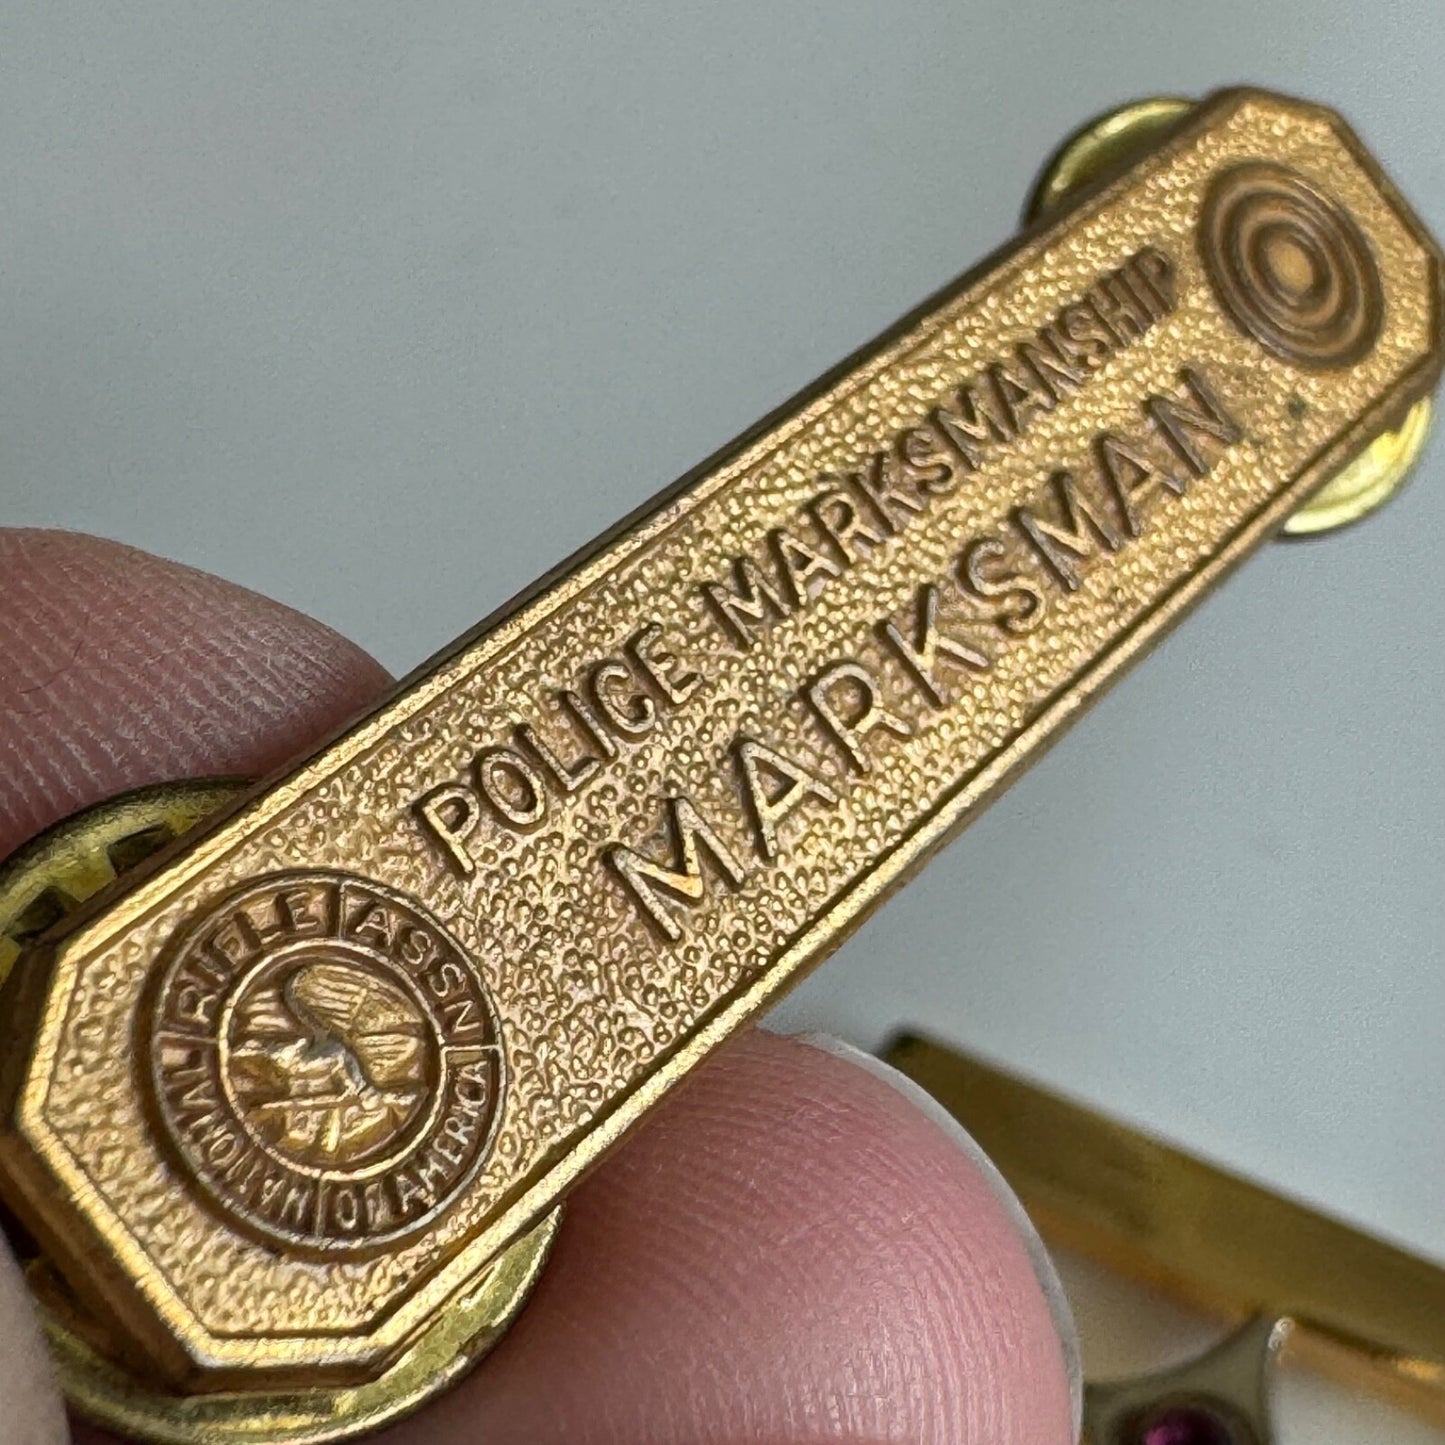 POLICE MARKSMANSHIP
MARKSMAN
NATIONAL RIFLE ASSN OF AMERICA